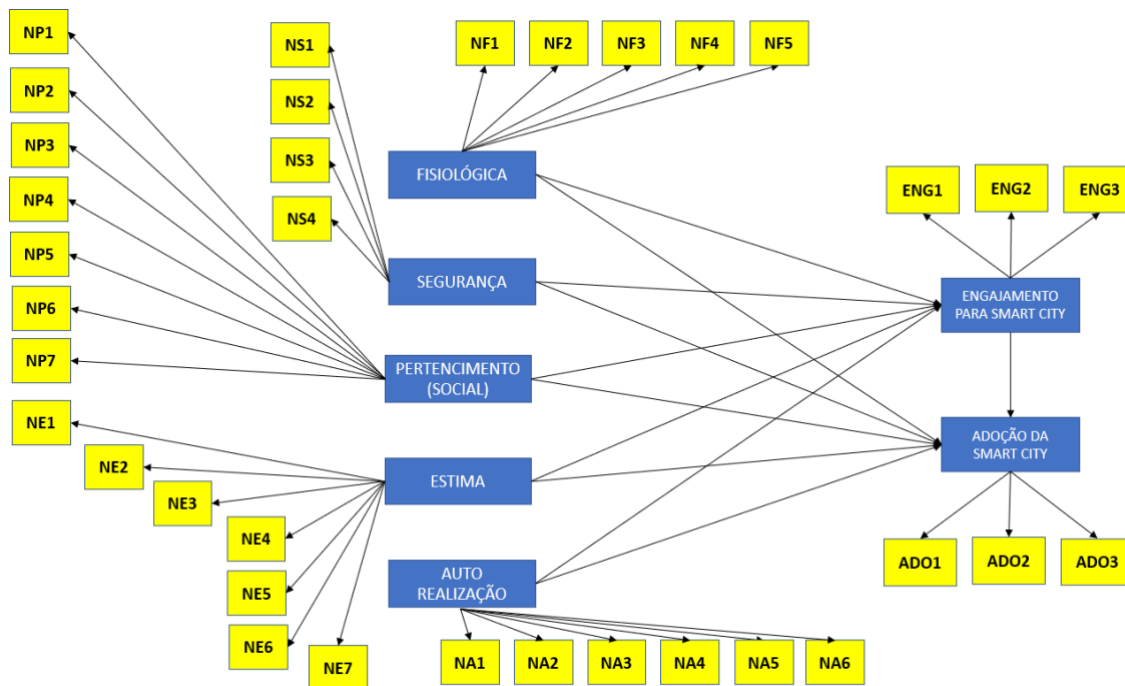 NP1
NP2
NP3
NP4
NP5
NP6
NP7
NE1
NE2
NE3
NE4
NE5
NE6
NE7
NS1
NS2
NS3
NS4
NF1
NF2
NF3
NF4
NF5
FISIOLÓGICA
SEGURANÇA
PERTENCIMENTO
(SOCIAL)
ESTIMA
AUTO
REALIZAÇÃO
NA1
NA2
NA3
NA4
NA5
NA6
ENG1
ENG2
ENG3
ENGAJAMENTO
PARA SMART CITY
ADOÇÃO DA
SMART CITY
ADO1
ADO2
ADO3